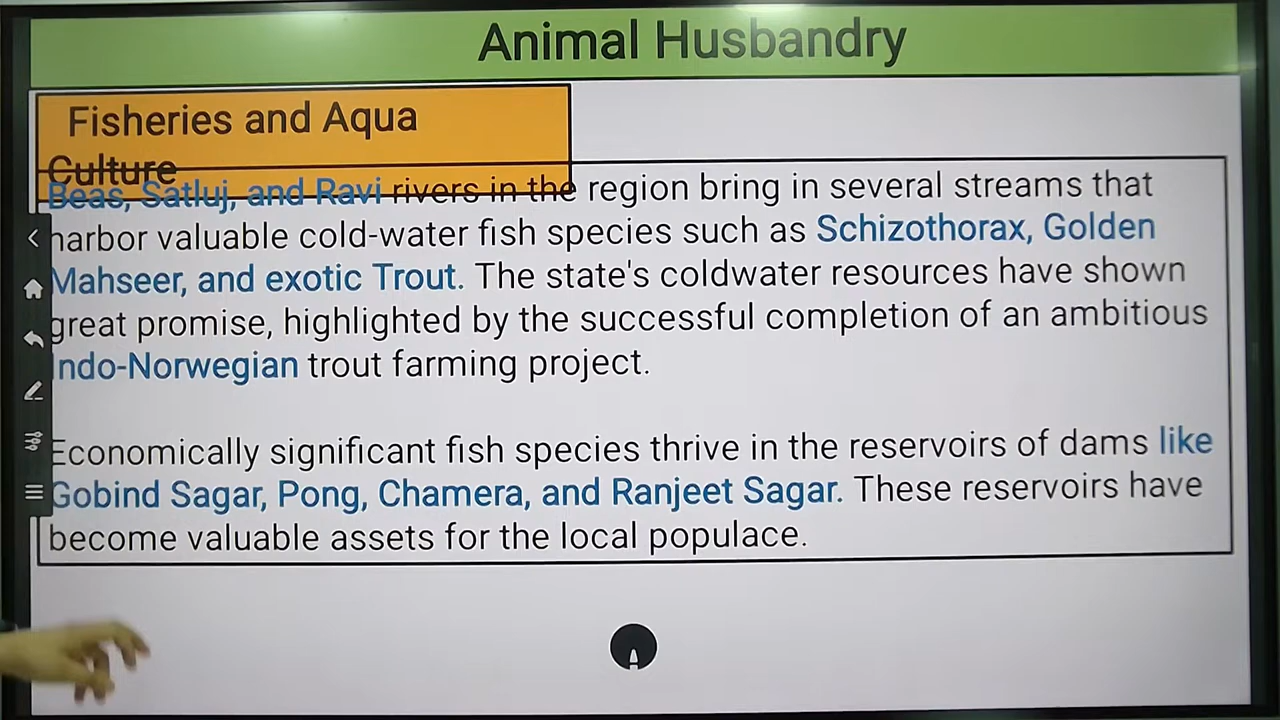 Animal Husbandry
Fisheries and Aqua
Culture
Beas, Satluj, and Ravi rivers in the region bring in several streams that
harbor valuable cold-water fish species such as Schizothorax, Golden
Mahseer, and exotic Trout. The state's coldwater resources have shown
great promise, highlighted by the successful completion of an ambitious
Indo-Norwegian trout farming project.
Economically significant fish species thrive in the reservoirs of dams like
Gobind Sagar, Pong, Chamera, and Ranjeet Sagar. These reservoirs have
become valuable assets for the local populace.